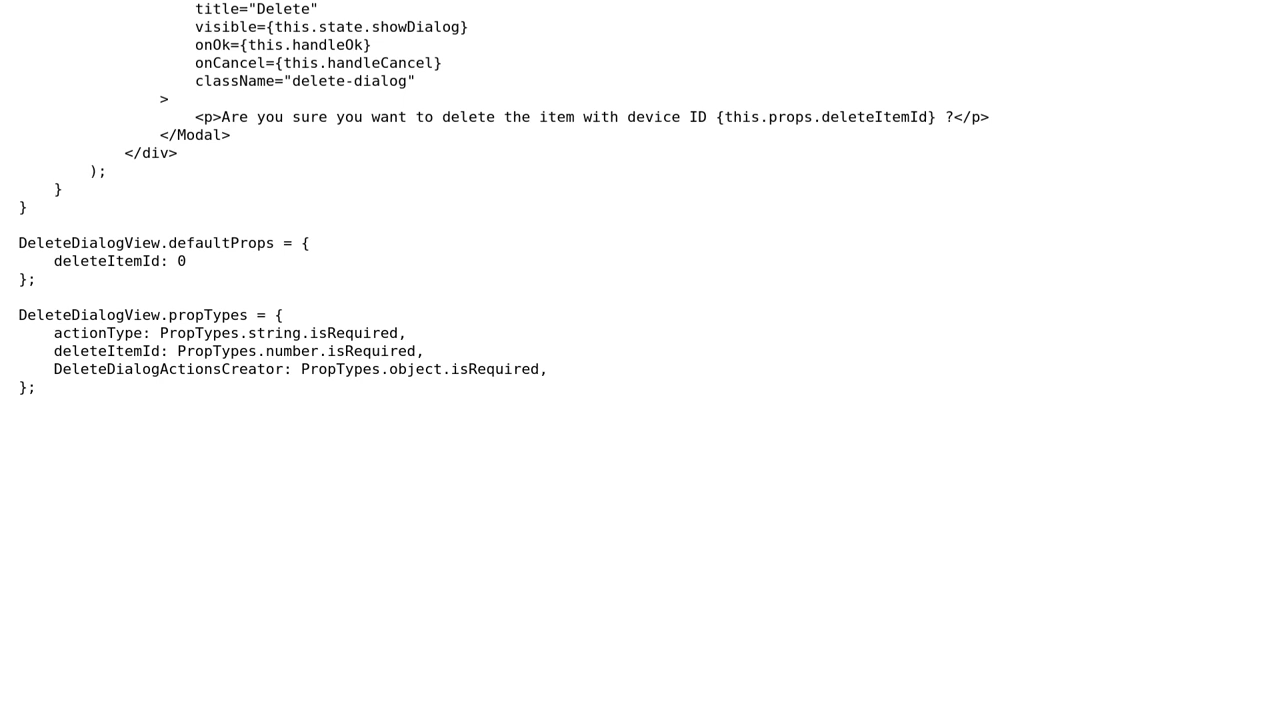 title="Delete"
                    visible={this.state.showDialog}
                    onOk={this.handleOk}
                    onCancel={this.handleCancel}
                    className="delete-dialog"
                >
                    <p>Are you sure you want to delete the item with device ID {this.props.deleteItemId} ?</p>
                </Modal>
            </div>
        );
    }
}

DeleteDialogView.defaultProps = {
    deleteItemId: 0
};

DeleteDialogView.propTypes = {
    actionType: PropTypes.string.isRequired,
    deleteItemId: PropTypes.number.isRequired,
    DeleteDialogActionsCreator: PropTypes.object.isRequired,
};